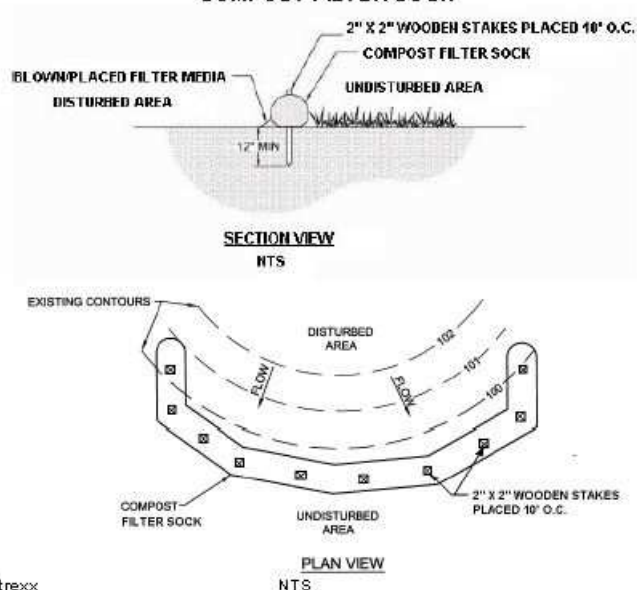 2" X 2" WOODEN STAKES PLACED 10' O.C.
COMPOST FILTER SOCK
BLOWN/PLACED FILTER MEDIA
UNDISTURBED AREA
DISTURBED AREA
12" MIN
SECTION VIEW
NTS
EXISTING CONTOURS
DISTURBED
AREA
102
101
100
FLOW
FLOW
COMPOST
FILTER SOCK
UNDISTURBED
AREA
2" X 2" WOODEN STAKES
PLACED 10' O.C.
PLAN VIEW
NTS